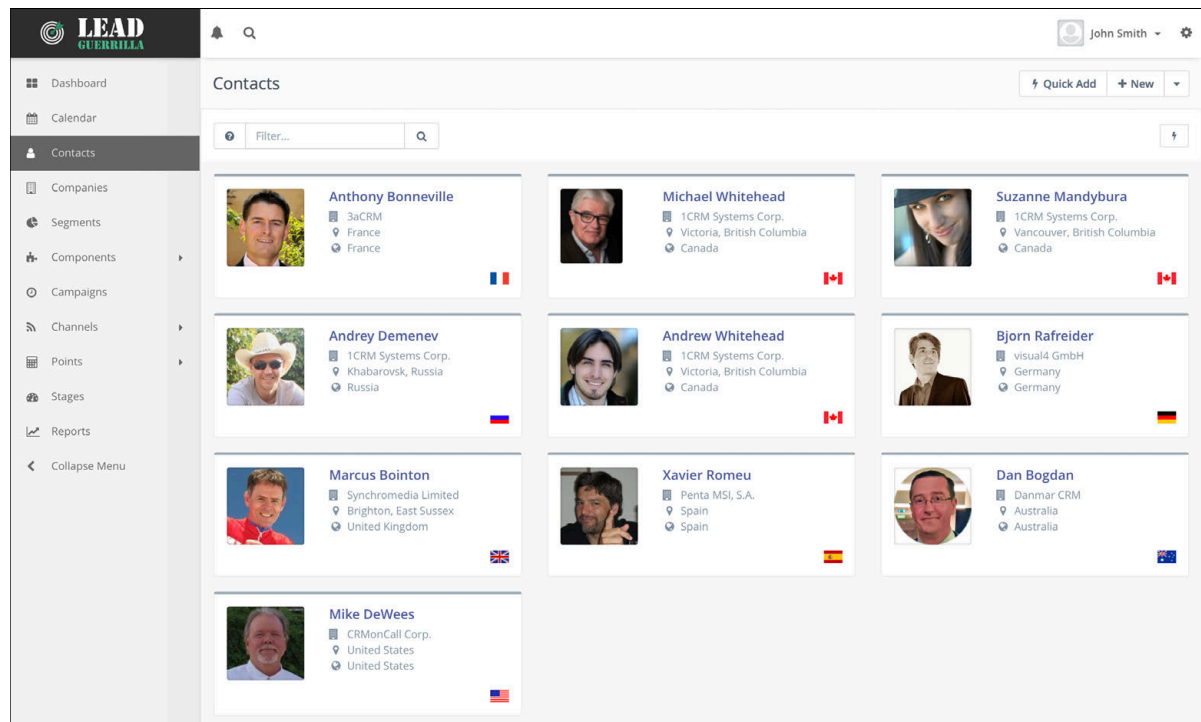 LEAD
GUERRILLA
John Smith
Dashboard
Calendar
Contacts
Companies
Segments
Components
Campaigns
Channels
Points
Stages
Reports
Collapse Menu
Contacts
Quick Add
New
Filter...
Anthony Bonneville
3aCRM
France
France
Michael Whitehead
1CRM Systems Corp.
Victoria, British Columbia
Canada
Suzanne Mandybura
1CRM Systems Corp.
Vancouver, British Columbia
Canada
Andrey Demenev
1CRM Systems Corp.
Khabarovsk, Russia
Russia
Andrew Whitehead
1CRM Systems Corp.
Victoria, British Columbia
Canada
Bjorn Rafreider
visual4 GmbH
Germany
Germany
Marcus Bointon
Synchromedia Limited
Brighton, East Sussex
United Kingdom
Xavier Romeu
Penta MSI, S.A.
Spain
Spain
Dan Bogdan
Danmar CRM
Australia
Australia
Mike DeWees
CRMonCall Corp.
United States
United States